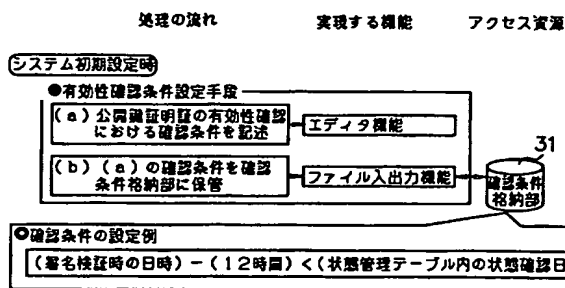 処理の流れ 実現する機能 アクセス資源
システム初期設定時
●有効性確認条件設定手段
(a)公開鍵証明証の有効性確認
における確認条件を記述
エディタ機能
(b)(a)の確認条件を確認
条件格納部に保管
ファイル入出力機能
31
確認条件
格納部
●確認条件の設定例
(署名検証時の日時)-(12時間)<(状態管理テーブル内の状態確認日